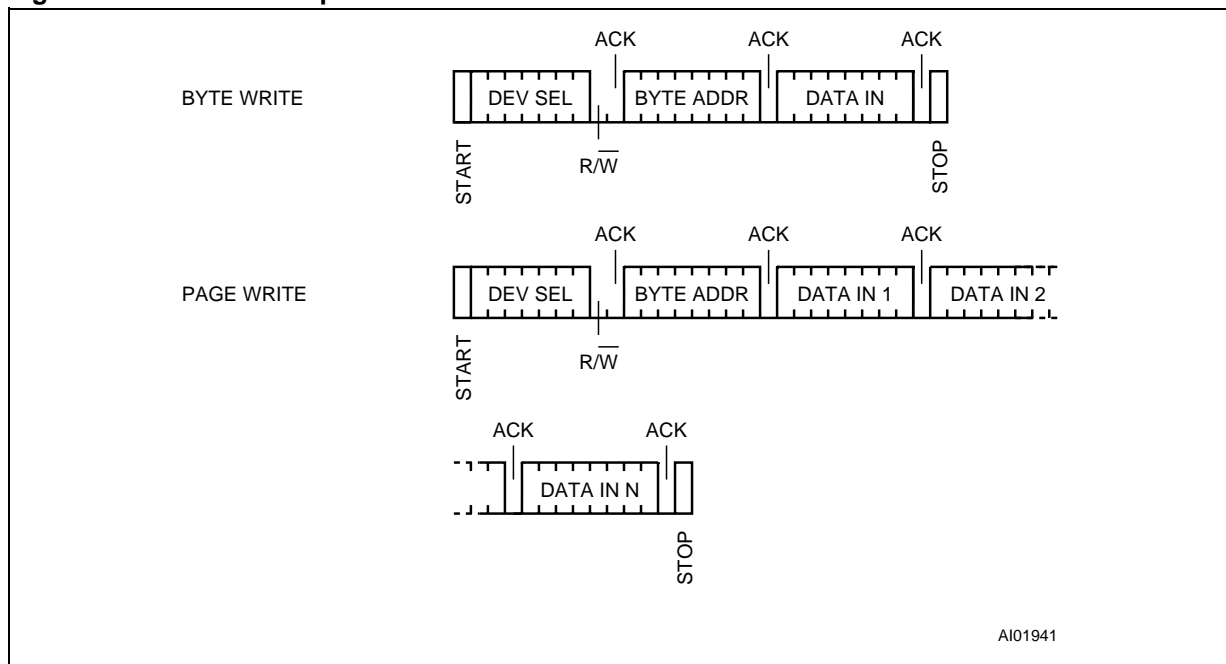 ACK ACK ACK
BYTE WRITE DEV SEL BYTE ADDR DATA IN
R/W̅
START STOP
ACK ACK ACK
PAGE WRITE DEV SEL BYTE ADDR DATA IN 1 DATA IN 2
R/W̅
START
ACK ACK
DATA IN N
STOP
AI01941